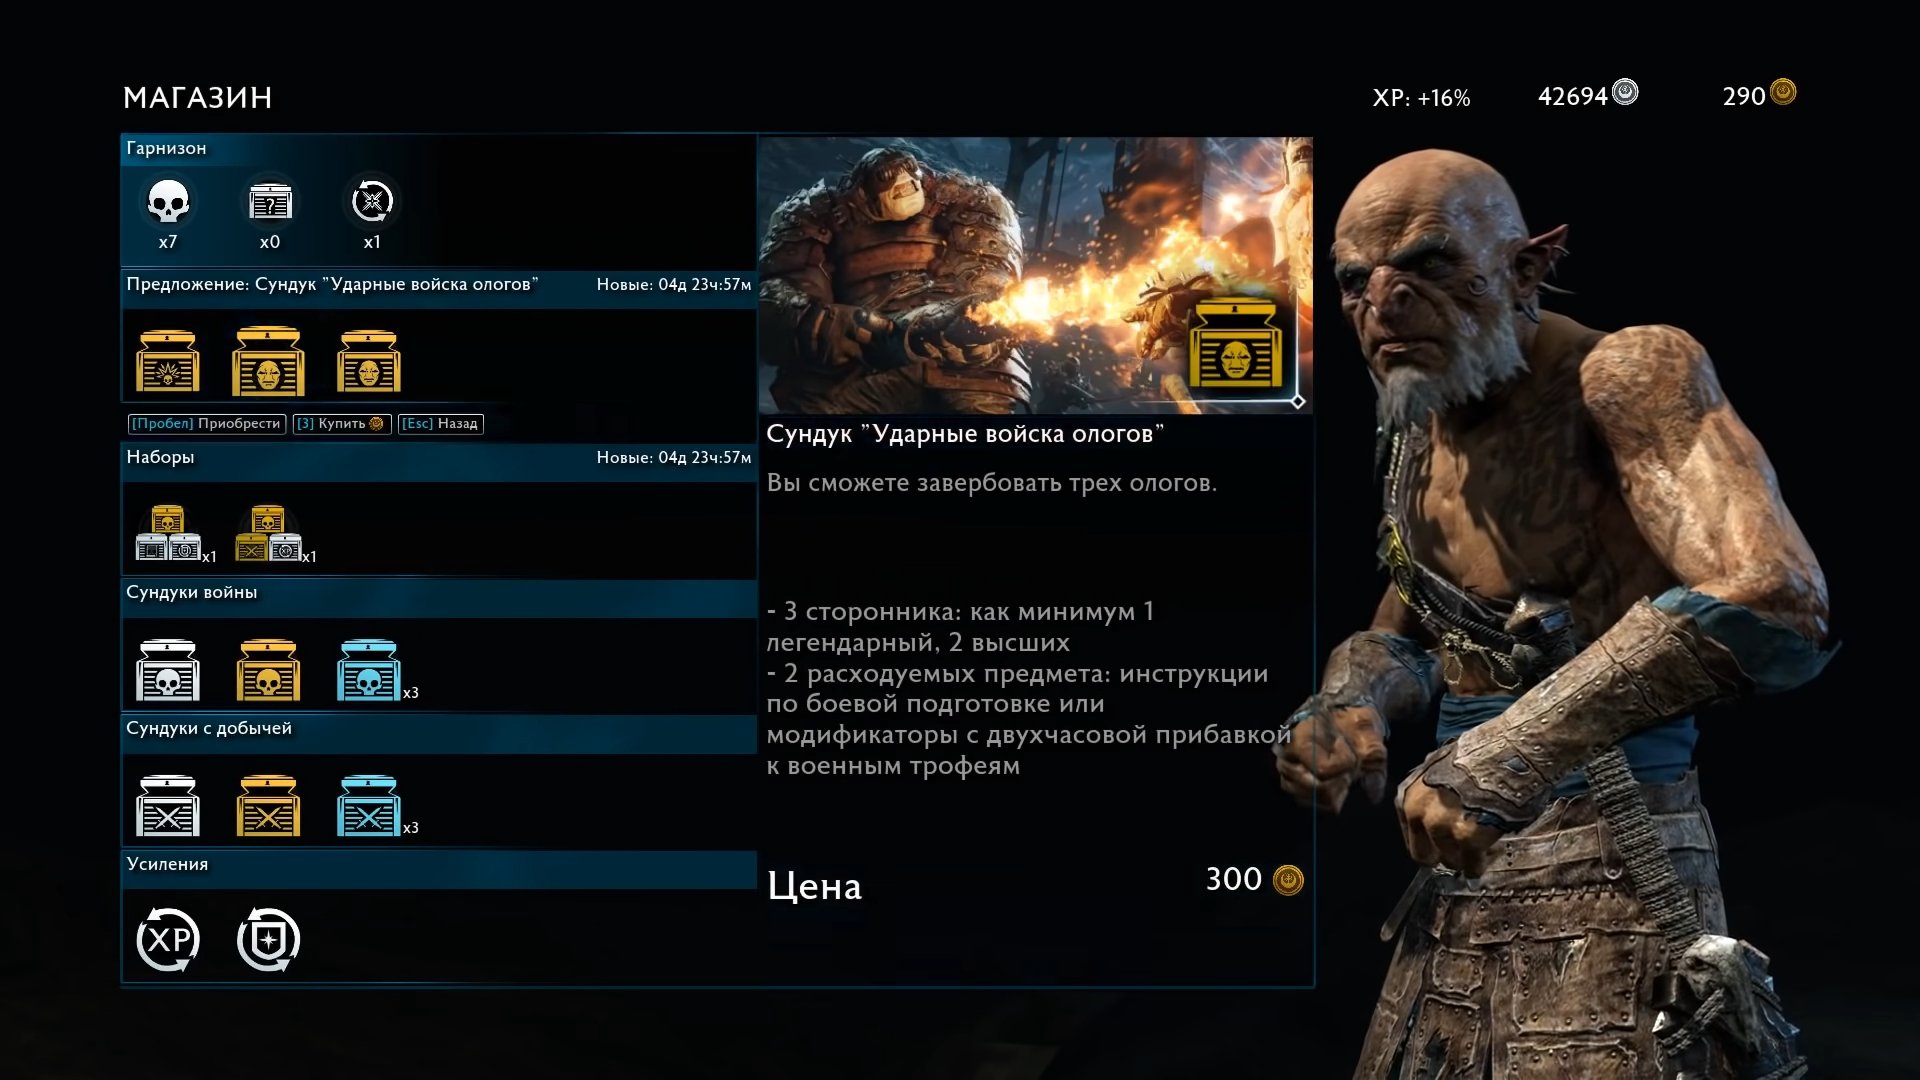 МАГАЗИН
XP: +16%
42694
290
Гарнизон
x7
x0
x1
Предложение: Сундук "Ударные войска ологов"
Новые: 04д 23ч:57м
[Пробел] Приобрести
[3] Купить
[Esc] Назад
Наборы
Новые: 04д 23ч:57м
x1
x1
Сундуки войны
x3
Сундуки с добычей
x3
Усиления
XP
Сундук "Ударные войска ологов"
Вы сможете завербовать трех ологов.
- 3 сторонника: как минимум 1
легендарный, 2 высших
- 2 расходуемых предмета: инструкции
по боевой подготовке или
модификаторы с двухчасовой прибавкой
к военным трофеям
Цена
300